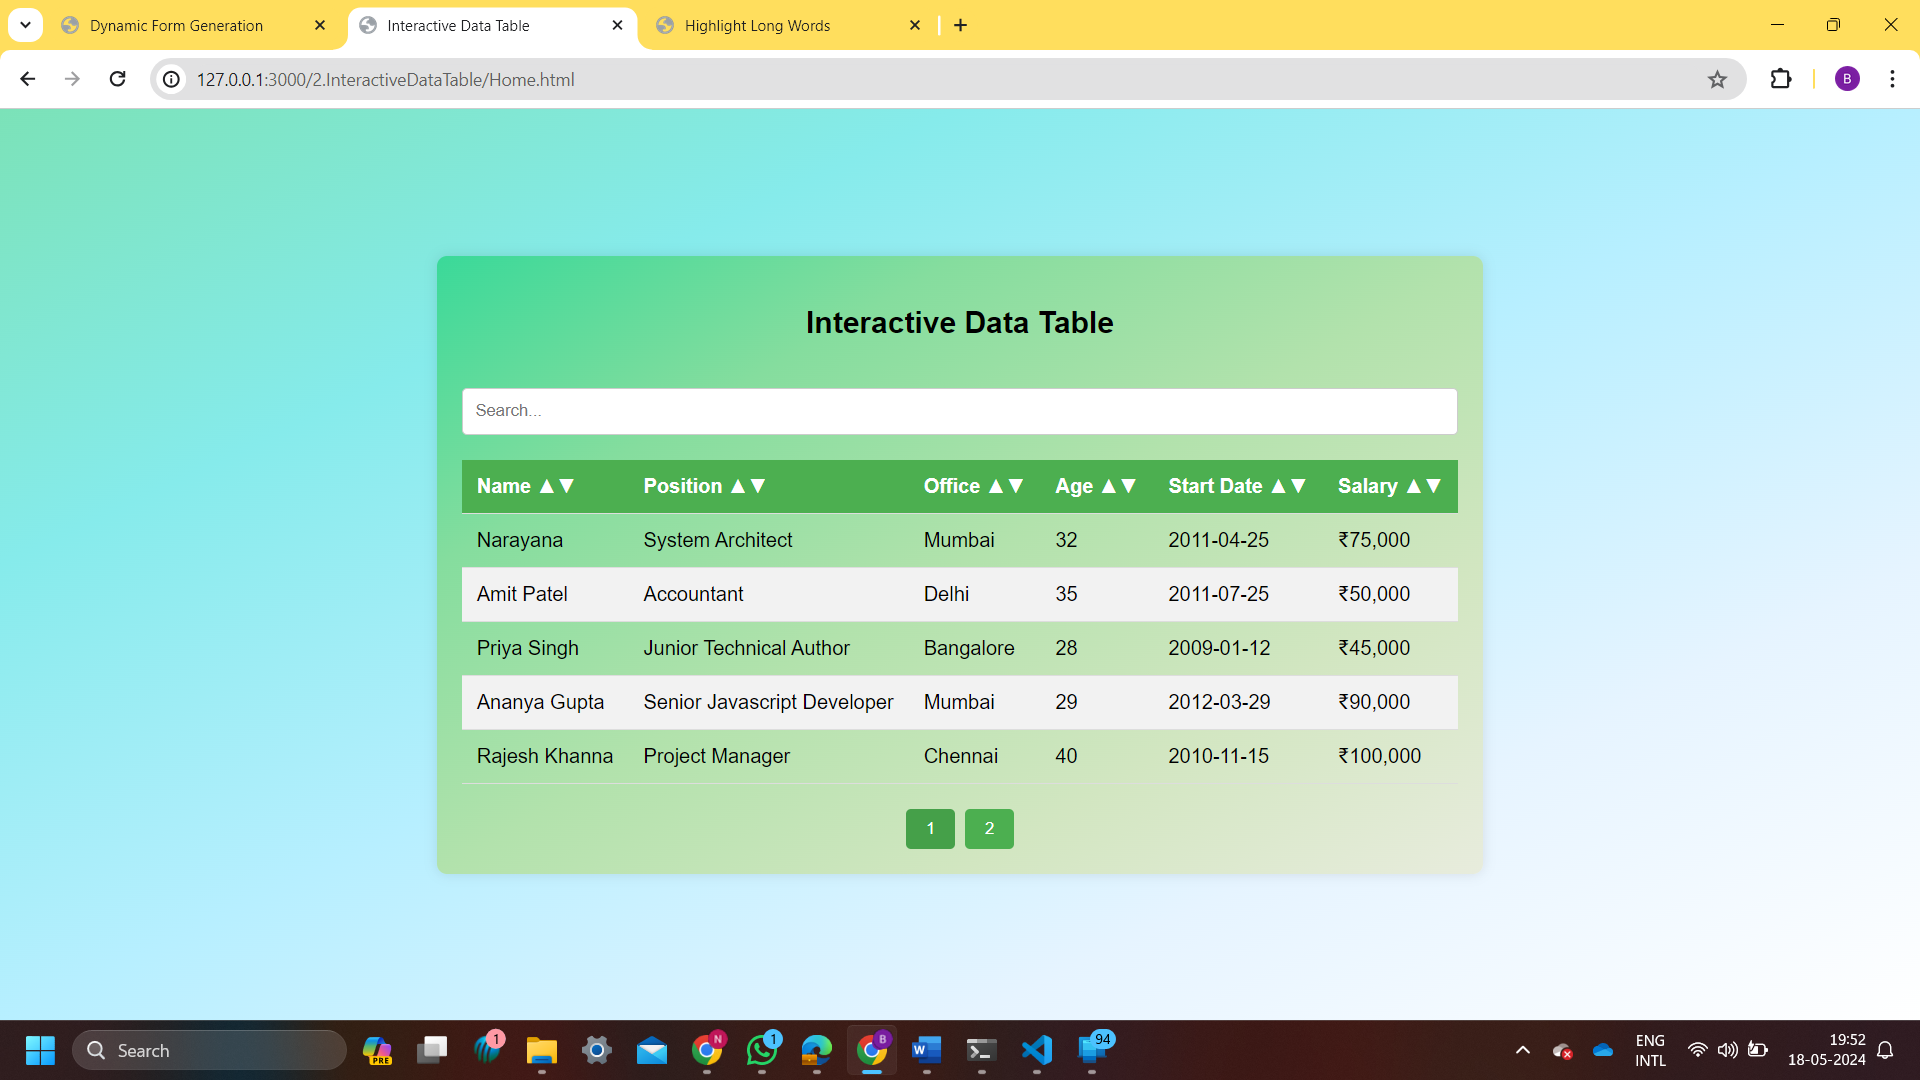 Dynamic Form Generation
Interactive Data Table
Highlight Long Words
127.0.0.1:3000/2.InteractiveDataTable/Home.html
B
Interactive Data Table
Search...
Name ▲▼ Position ▲▼ Office ▲▼ Age ▲▼ Start Date ▲▼ Salary ▲▼
Narayana System Architect Mumbai 32 2011-04-25 ₹75,000
Amit Patel Accountant Delhi 35 2011-07-25 ₹50,000
Priya Singh Junior Technical Author Bangalore 28 2009-01-12 ₹45,000
Ananya Gupta Senior Javascript Developer Mumbai 29 2012-03-29 ₹90,000
Rajesh Khanna Project Manager Chennai 40 2010-11-15 ₹100,000
1 2
Search
PRE
1
N
1
B
W
94
ENG
INTL
19:52
18-05-2024